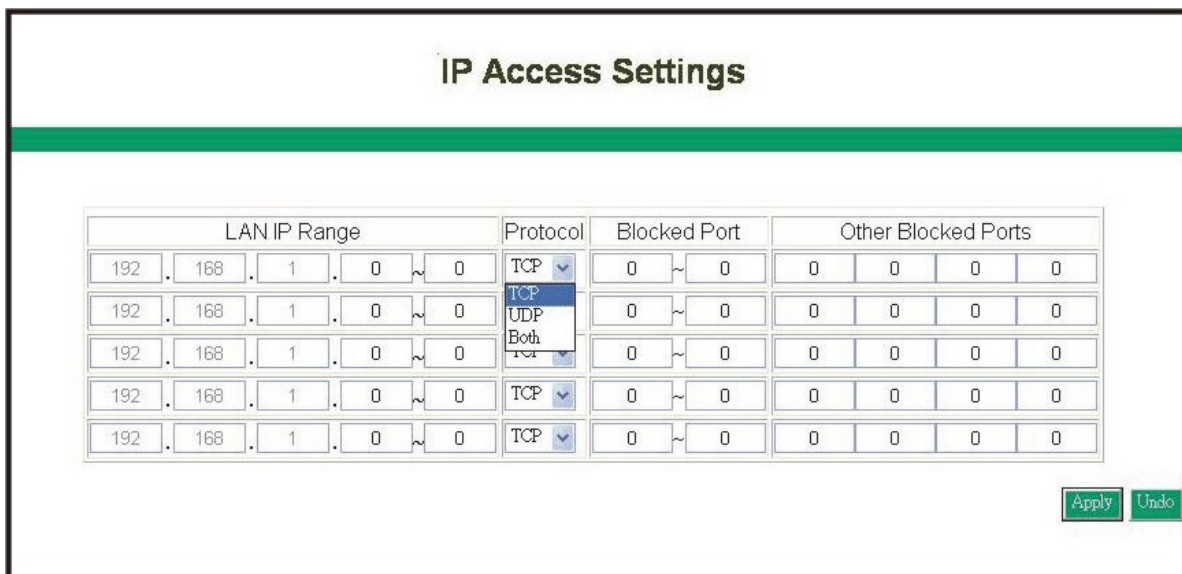 IP Access Settings
LAN IP Range Protocol Blocked Port Other Blocked Ports
192 . 168 . 1 . 0 ~ 0 TCP 0 ~ 0 0 0 0 0
TCP
192 . 168 . 1 . 0 ~ 0 UDP 0 ~ 0 0 0 0 0
Both
192 . 168 . 1 . 0 ~ 0 TCP 0 ~ 0 0 0 0 0
192 . 168 . 1 . 0 ~ 0 TCP 0 ~ 0 0 0 0 0
192 . 168 . 1 . 0 ~ 0 TCP 0 ~ 0 0 0 0 0
Apply Undo